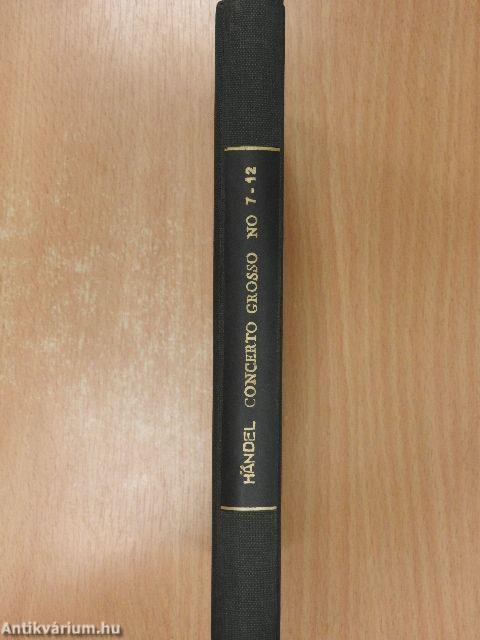 HÄNDEL CONCERTO GROSSO NO 7-12
Antikvárium.hu